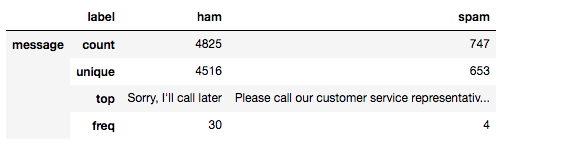 label ham spam
message count 4825 747
unique 4516 653
top Sorry, I'll call later Please call our customer service representativ...
freq 30 4